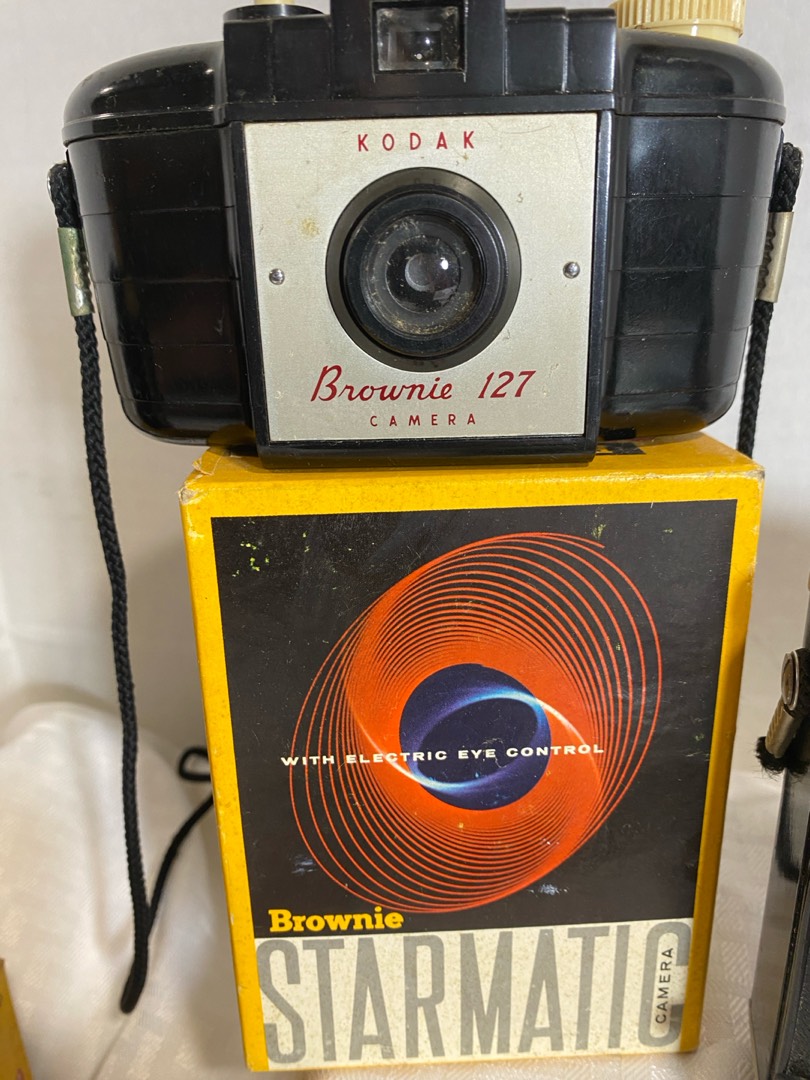 KODAK
Brownie 127
CAMERA
WITH ELECTRIC EYE CONTROL
Brownie
STARMATIC
CAMERA